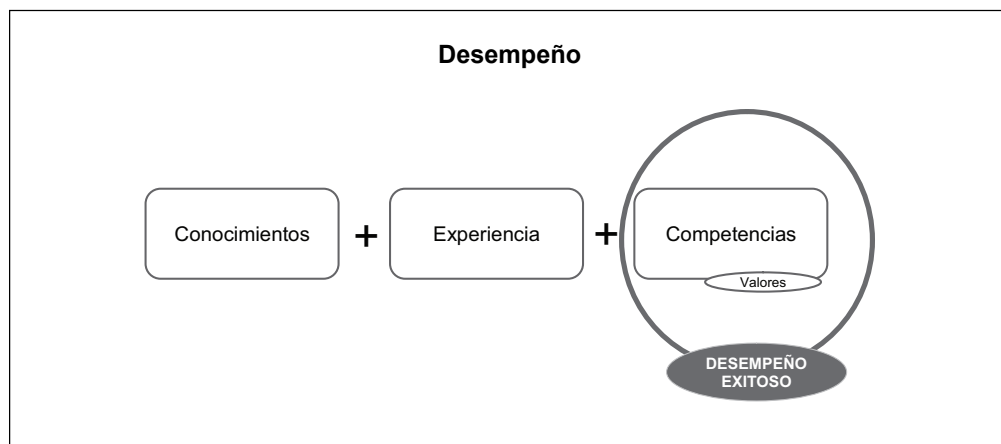 Desempeño
Conocimientos + Experiencia + Competencias
Valores
DESEMPEÑO
EXITOSO